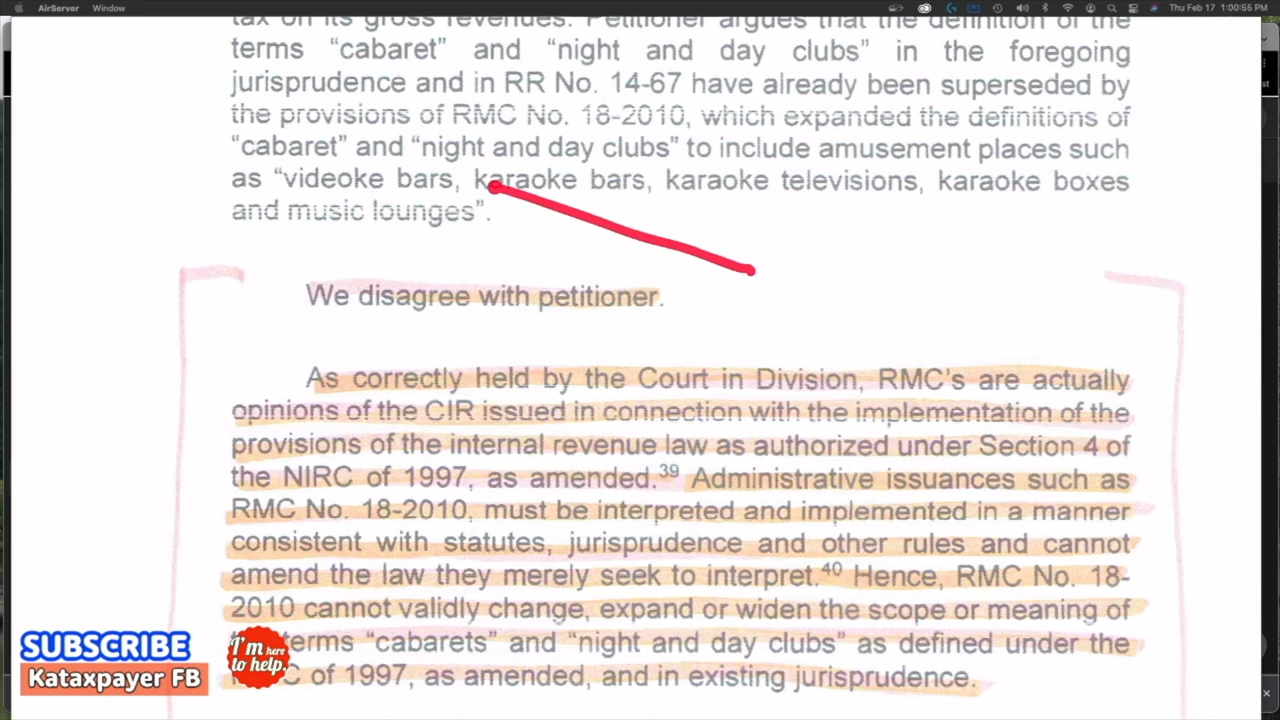 AirServer Window Thu Feb 17 1:00:55 PM
tax on its gross revenues. Petitioner argues that the definition of the
terms “cabaret” and “night and day clubs” in the foregoing
jurisprudence and in RR No. 14-67 have already been superseded by
the provisions of RMC No. 18-2010, which expanded the definitions of
“cabaret” and “night and day clubs” to include amusement places such
as “videoke bars, karaoke bars, karaoke televisions, karaoke boxes
and music lounges”.
We disagree with petitioner.
As correctly held by the Court in Division, RMC's are actually
opinions of the CIR issued in connection with the implementation of the
provisions of the internal revenue law as authorized under Section 4 of
the NIRC of 1997, as amended.39 Administrative issuances such as
RMC No. 18-2010, must be interpreted and implemented in a manner
consistent with statutes, jurisprudence and other rules and cannot
amend the law they merely seek to interpret.40 Hence, RMC No. 18-
2010 cannot validly change, expand or widen the scope or meaning of
terms “cabarets” and “night and day clubs” as defined under the
C of 1997, as amended, and in existing jurisprudence.
SUBSCRIBE
Kataxpayer FB
I'm here
to help.